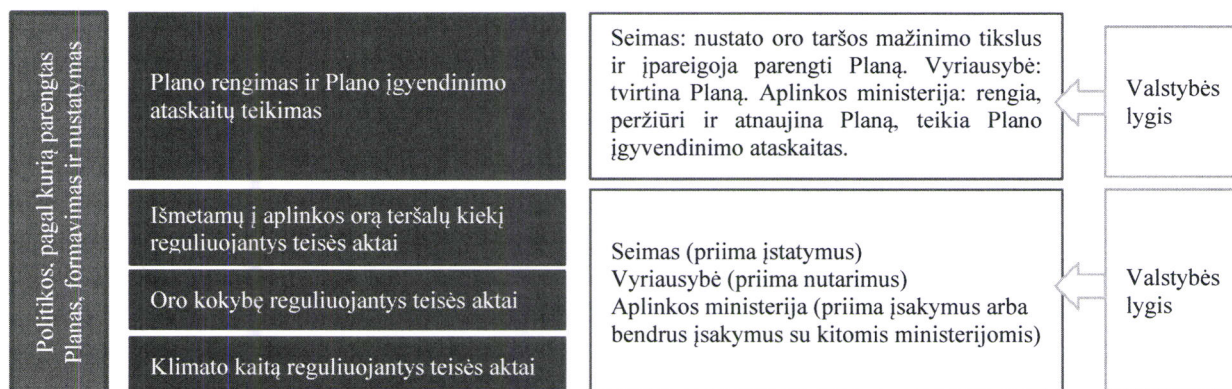 Politikos, pagal kurią parengtas
Planas, formavimas ir nustatymas
Plano rengimas ir Plano įgyendinimo
ataskaitų teikimas
Seimas: nustato oro taršos mažinimo tikslus
ir įpareigoja parengti Planą. Vyriausybė:
tvirtina Planą. Aplinkos ministerija: rengia,
peržiūri ir atnaujina Planą, teikia Plano
įgyvendinimo ataskaitas.
Valstybės
lygis
Išmetamų į aplinkos orą teršalų kiekį
reguliuojantys teisės aktai
Oro kokybę reguliuojantys teisės aktai
Klimato kaitą reguliuojantys teisės aktai
Seimas (priima įstatymus)
Vyriausybė (priima nutarimus)
Aplinkos ministerija (priima įsakymus arba
bendrus įsakymus su kitomis ministerijomis)
Valstybės
lygis